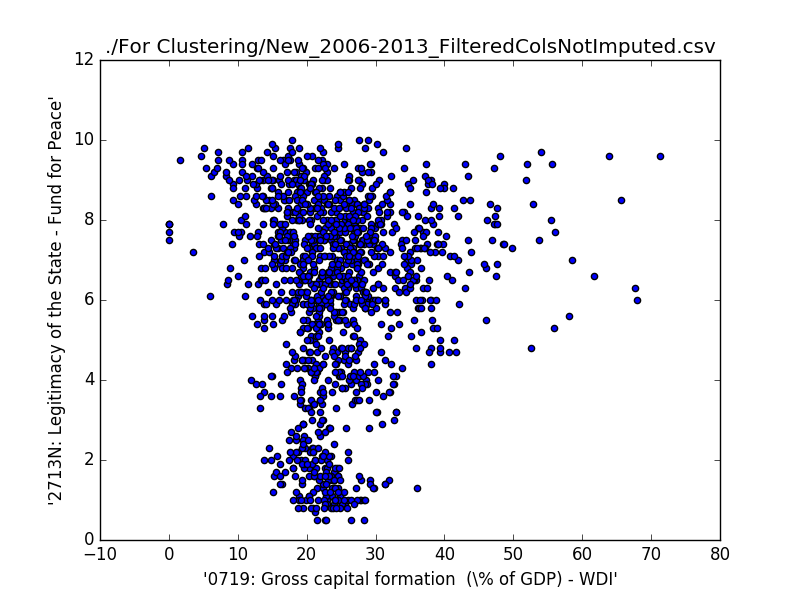 ./For Clustering/New_2006-2013_FilteredColsNotImputed.csv
12
10
8
6
4
2
0
−10 0 10 20 30 40 50 60 70 80
'2713N: Legitimacy of the State - Fund for Peace'
'0719: Gross capital formation  (\% of GDP) - WDI'